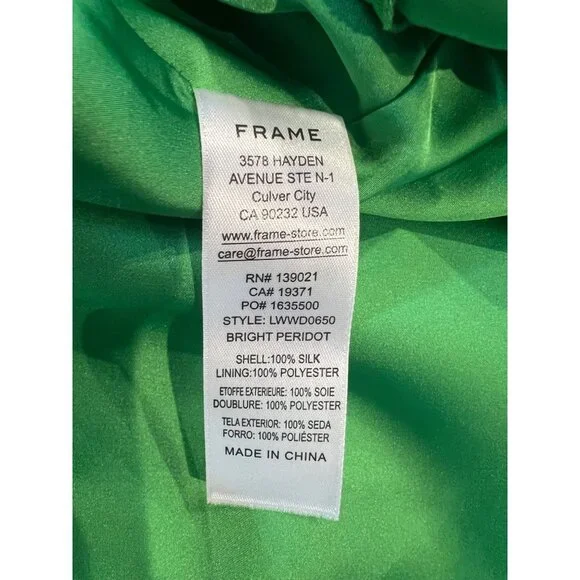 FRAME
3578 HAYDEN
AVENUE STE N-1
Culver City
CA 90232 USA
www.frame-store.com
care@frame-store.com
RN# 139021
CA# 19371
PO# 1635500
STYLE: LWWD0650
BRIGHT PERIDOT
SHELL:100% SILK
LINING:100% POLYESTER
ETOFFE EXTERIEURE: 100% SOIE
DOUBLURE: 100% POLYESTER
TELA EXTERIOR: 100% SEDA
FORRO: 100% POLIÉSTER
MADE IN CHINA